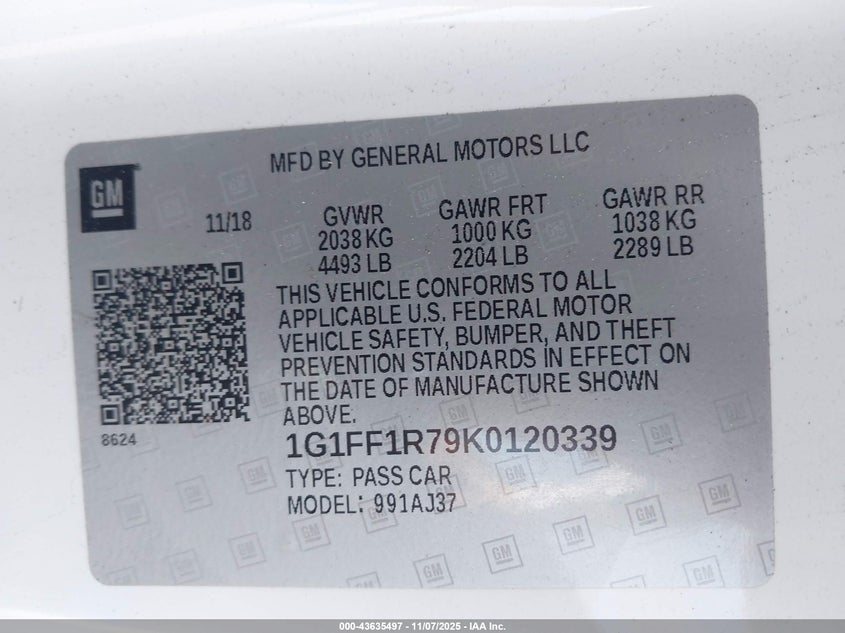 MFD BY GENERAL MOTORS LLC
GM
11/18
GVWR
2038 KG
4493 LB
GAWR FRT
1000 KG
2204 LB
GAWR RR
1038 KG
2289 LB
THIS VEHICLE CONFORMS TO ALL
APPLICABLE U.S. FEDERAL MOTOR
VEHICLE SAFETY, BUMPER, AND THEFT
PREVENTION STANDARDS IN EFFECT ON
THE DATE OF MANUFACTURE SHOWN
ABOVE.
8624
1G1FF1R79K0120339
TYPE: PASS CAR
MODEL: 991AJ37
000-43635497 - 11/07/2025 - IAA Inc.